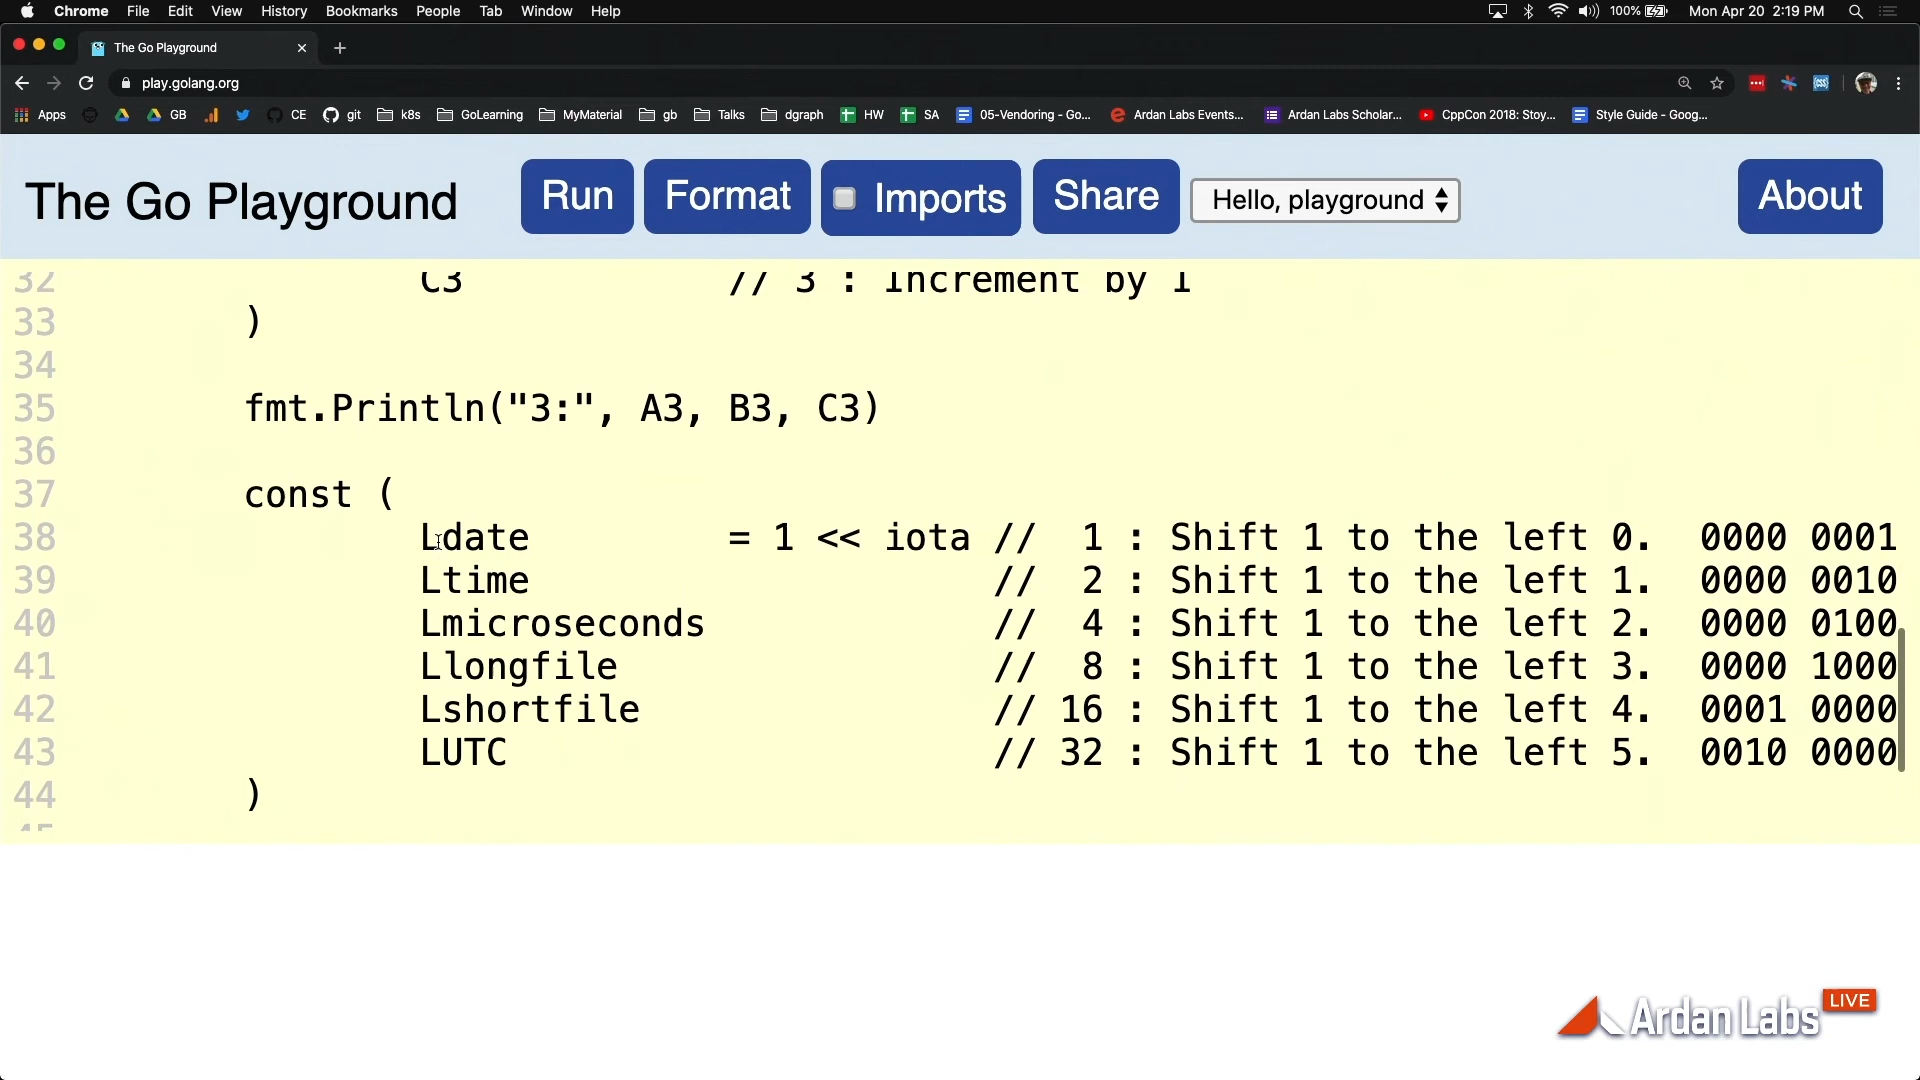 Chrome File Edit View History Bookmarks People Tab Window Help 100% Mon Apr 20 2:19 PM
The Go Playground
play.golang.org
Apps GB CE git k8s GoLearning MyMaterial gb Talks dgraph HW SA 05-Vendoring - Go... Ardan Labs Events... Ardan Labs Scholar... CppCon 2018: Stoy... Style Guide - Goog...
The Go Playground Run Format Imports Share Hello, playground About
32 C3 // 3 : Increment by 1
33 )
34
35 fmt.Println("3:", A3, B3, C3)
36
37 const (
38 Ldate = 1 << iota // 1 : Shift 1 to the left 0. 0000 0001
39 Ltime // 2 : Shift 1 to the left 1. 0000 0010
40 Lmicroseconds // 4 : Shift 1 to the left 2. 0000 0100
41 Llongfile // 8 : Shift 1 to the left 3. 0000 1000
42 Lshortfile // 16 : Shift 1 to the left 4. 0001 0000
43 LUTC // 32 : Shift 1 to the left 5. 0010 0000
44 )
45
Ardan Labs LIVE